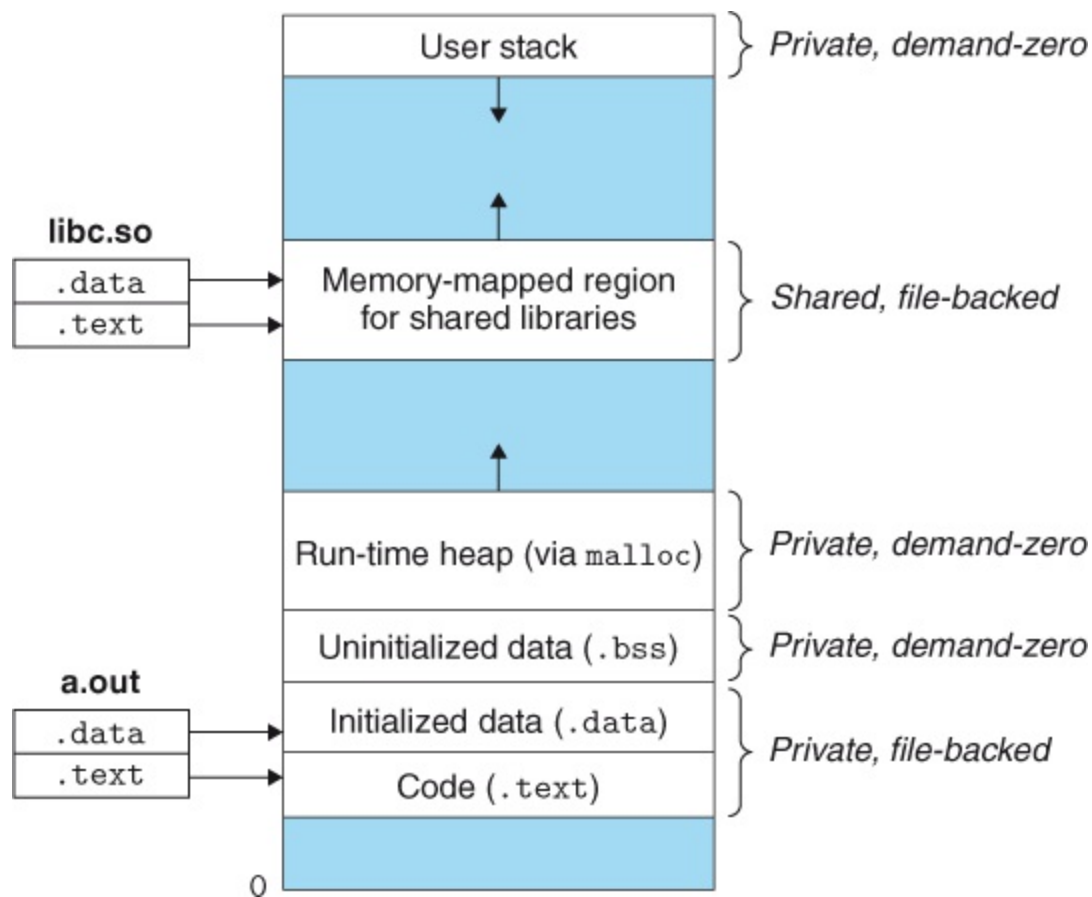 User stack
Private, demand-zero
libc.so
.data
.text
Memory-mapped region
for shared libraries
Shared, file-backed
Run-time heap (via malloc)
Private, demand-zero
Uninitialized data (.bss)
Private, demand-zero
a.out
.data
.text
Initialized data (.data)
Code (.text)
Private, file-backed
0